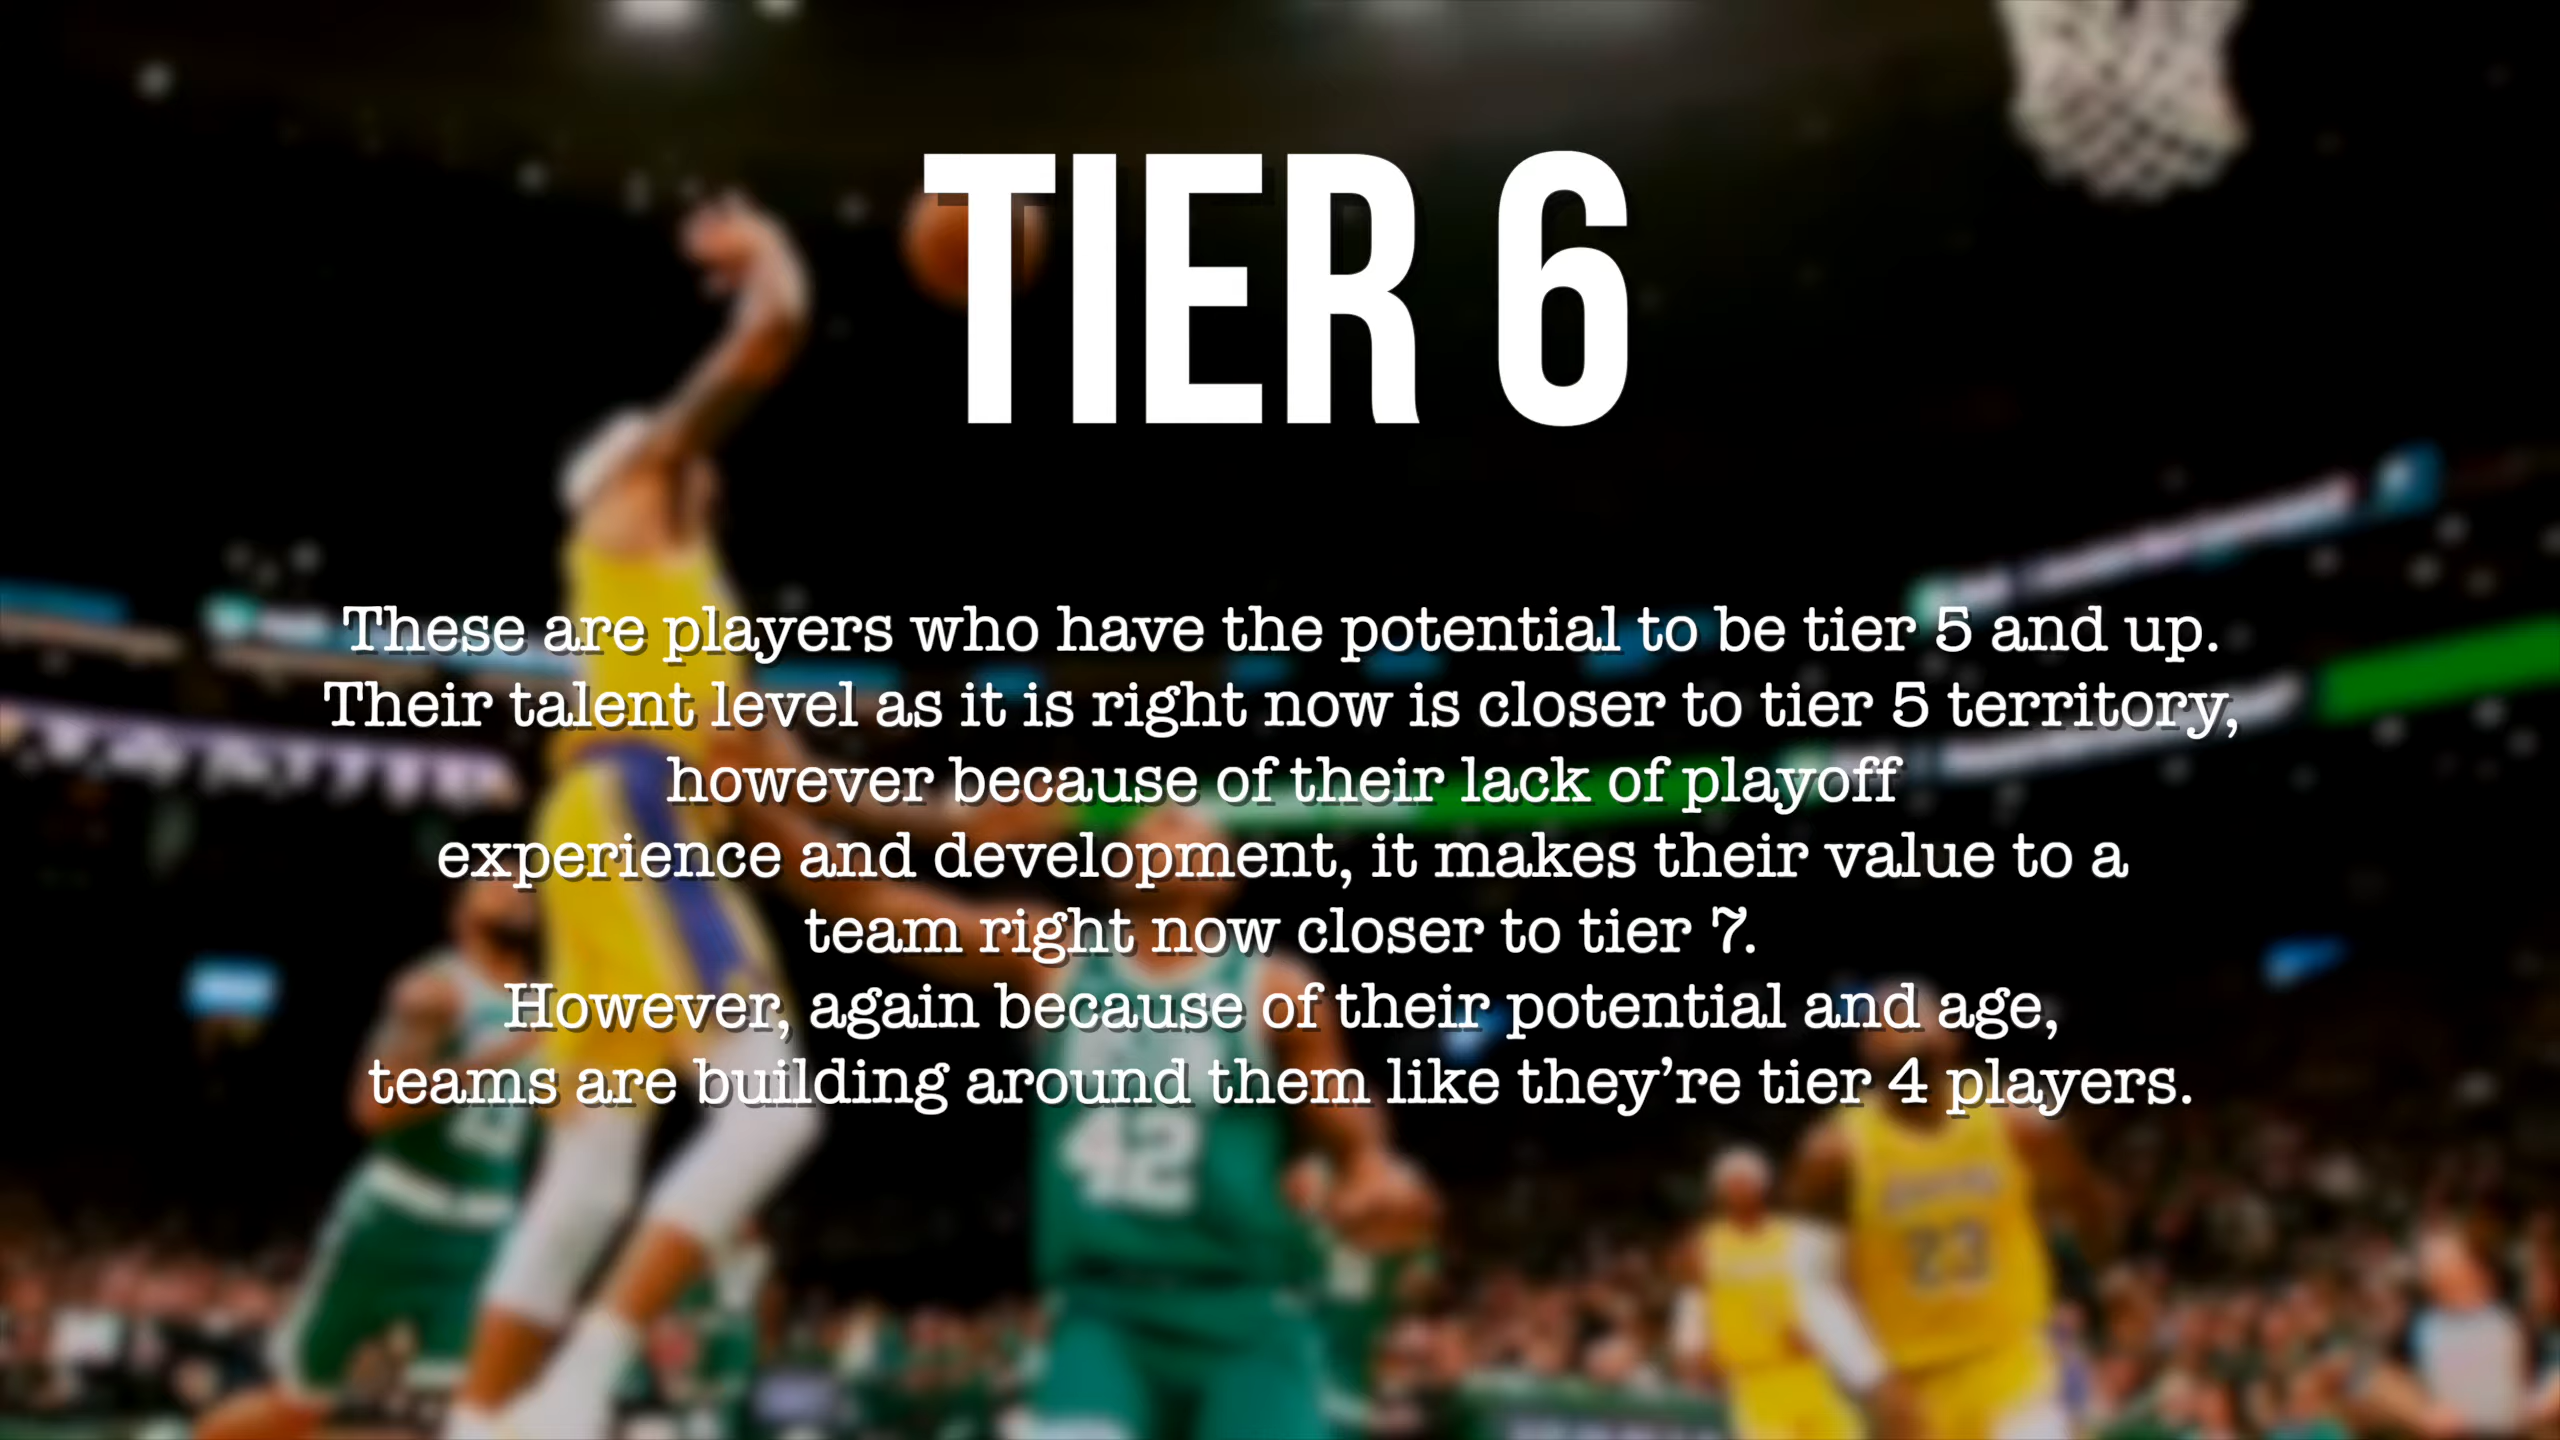 TIER 6
These are players who have the potential to be tier 5 and up.
Their talent level as it is right now is closer to tier 5 territory,
however because of their lack of playoff
experience and development, it makes their value to a
team right now closer to tier 7.
However, again because of their potential and age,
teams are building around them like they’re tier 4 players.
42
23